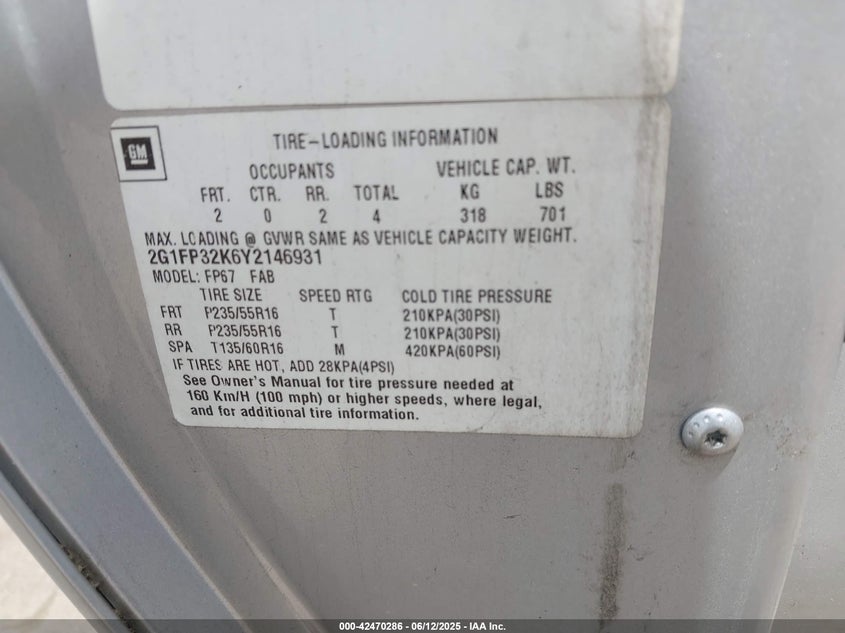 GM
TIRE-LOADING INFORMATION
OCCUPANTS VEHICLE CAP. WT.
FRT. CTR. RR. TOTAL KG LBS
2 0 2 4 318 701
MAX. LOADING @ GVWR SAME AS VEHICLE CAPACITY WEIGHT.
2G1FP32K6Y2146931
MODEL: FP67 FAB
TIRE SIZE SPEED RTG COLD TIRE PRESSURE
FRT P235/55R16 T 210KPA(30PSI)
RR P235/55R16 T 210KPA(30PSI)
SPA T135/60R16 M 420KPA(60PSI)
IF TIRES ARE HOT, ADD 28KPA(4PSI)
See Owner's Manual for tire pressure needed at
160 Km/H (100 mph) or higher speeds, where legal,
and for additional tire information.
000-42470286 - 06/12/2025 - IAA Inc.